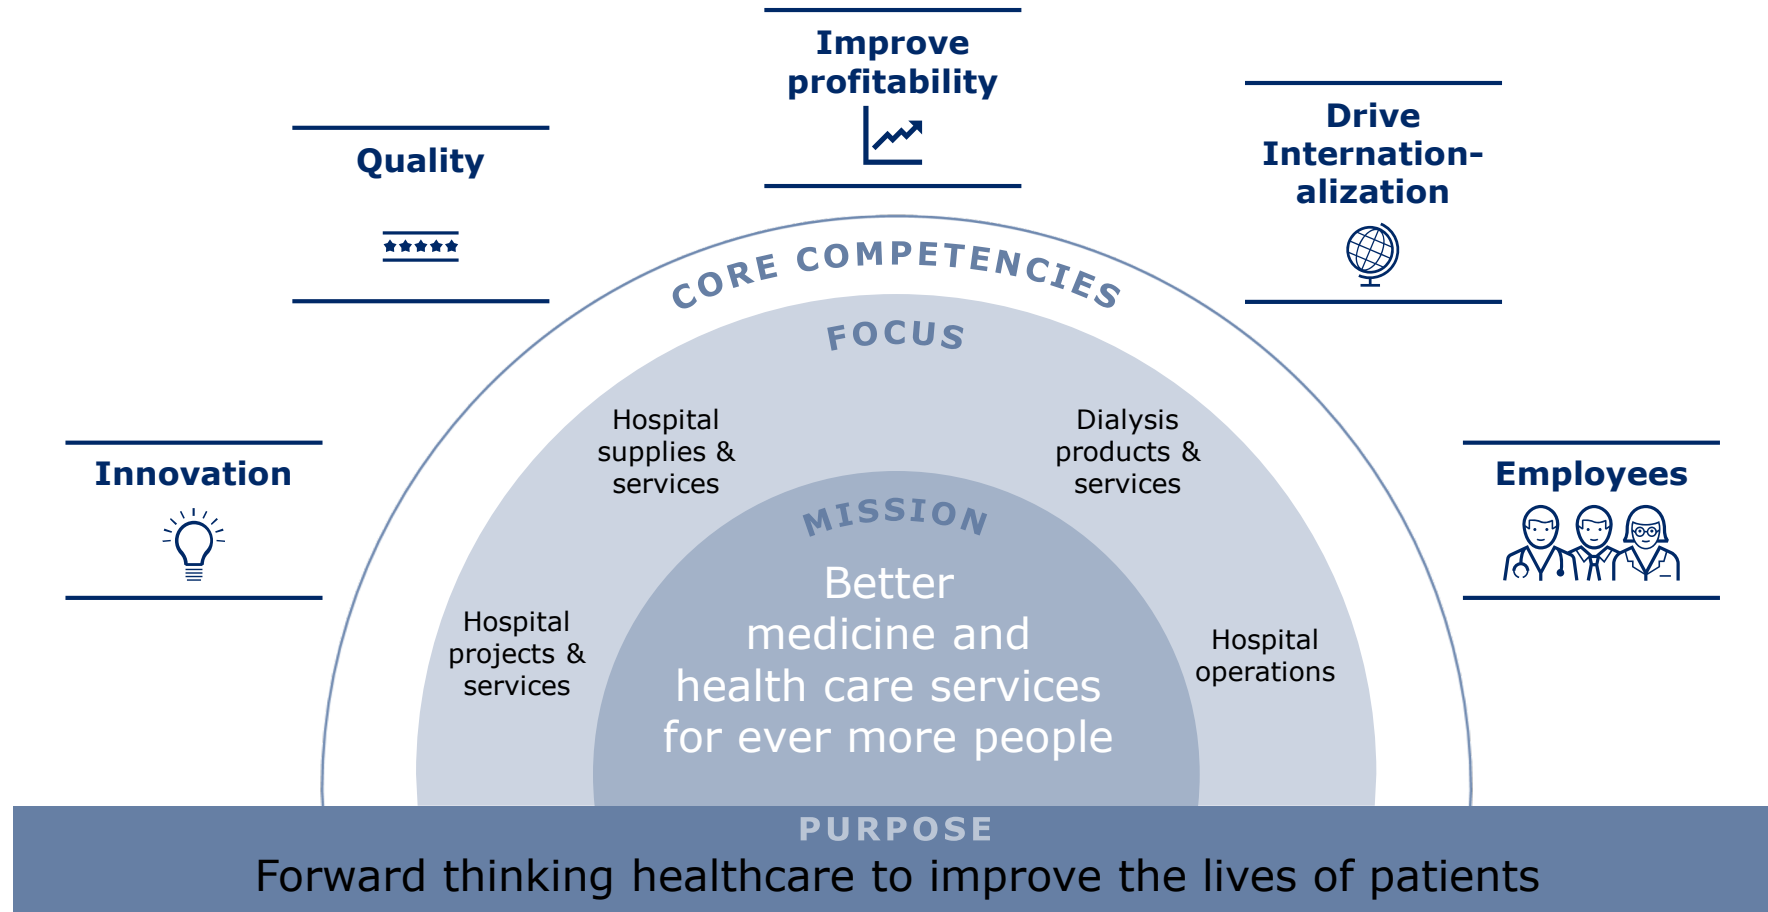 Improve
profitability
Drive
Internation-
alization
Quality
Innovation
Employees
CORE COMPETENCIES
FOCUS
Hospital
supplies &
services
Dialysis
products &
services
Hospital
projects &
services
Hospital
operations
MISSION
Better
medicine and
health care services
for ever more people
PURPOSE
Forward thinking healthcare to improve the lives of patients